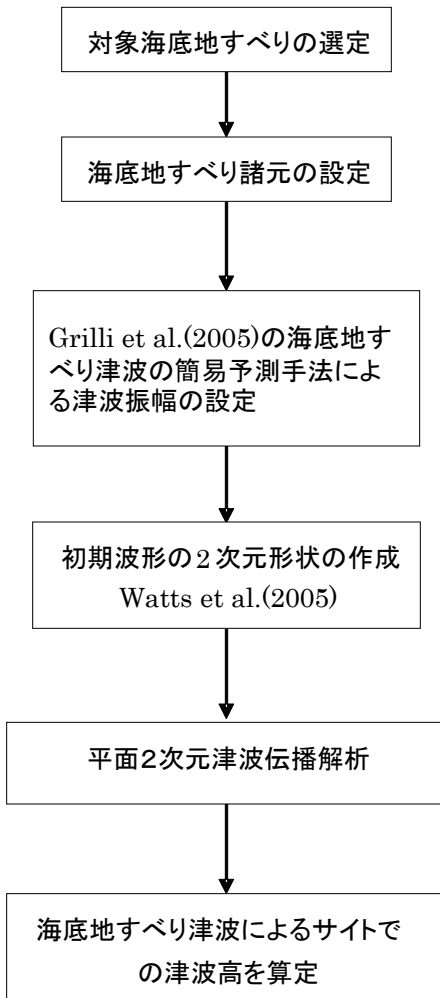 対象海底地すべりの選定
海底地すべり諸元の設定
Grilli et al.(2005)の海底地す
べり津波の簡易予測手法によ
る津波振幅の設定
初期波形の2次元形状の作成
Watts et al.(2005)
平面2次元津波伝播解析
海底地すべり津波によるサイトで
の津波高を算定